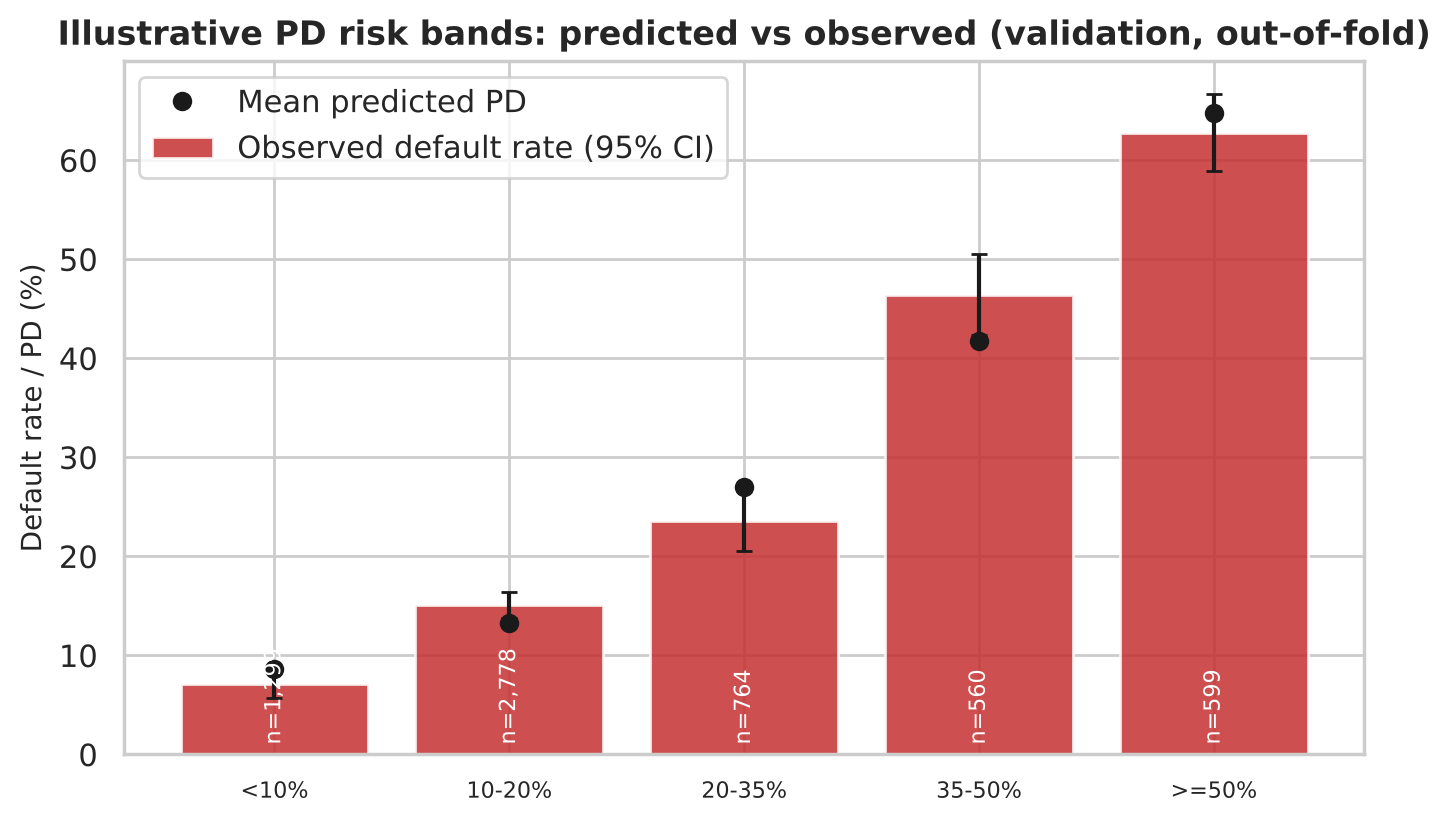 Illustrative PD risk bands: predicted vs observed (validation, out-of-fold)
Mean predicted PD
Observed default rate (95% CI)
Default rate / PD (%)
60
50
40
30
20
10
0
n=2,778
n=764
n=560
n=599
<10%
10-20%
20-35%
35-50%
>=50%